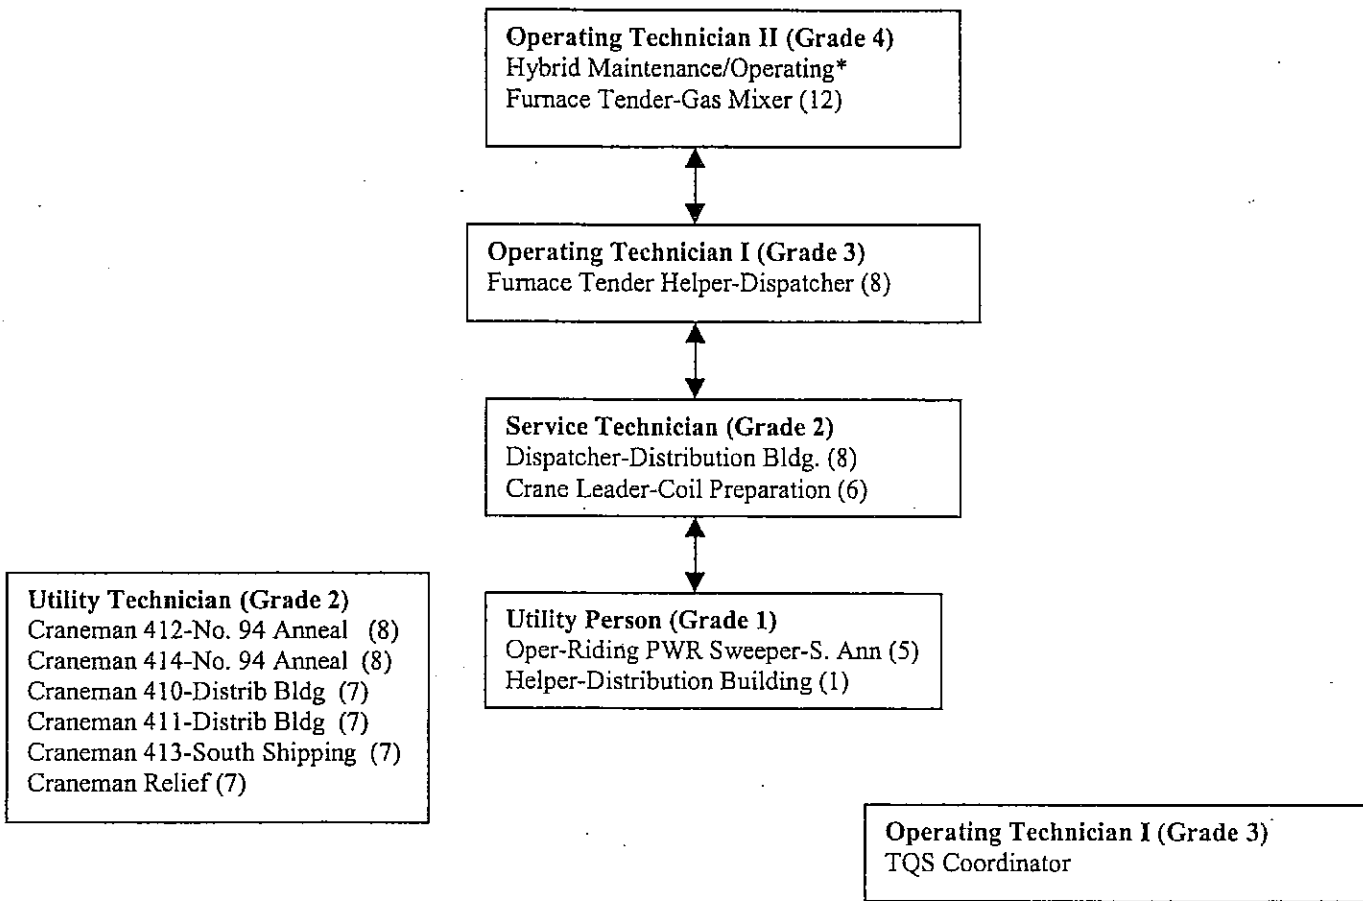 Operating Technician II (Grade 4)
Hybrid Maintenance/Operating*
Furnace Tender-Gas Mixer (12)
Operating Technician I (Grade 3)
Furnace Tender Helper-Dispatcher (8)
Service Technician (Grade 2)
Dispatcher-Distribution Bldg. (8)
Crane Leader-Coil Preparation (6)
Utility Technician (Grade 2)
Craneman 412-No. 94 Anneal (8)
Craneman 414-No. 94 Anneal (8)
Craneman 410-Distrib Bldg (7)
Craneman 411-Distrib Bldg (7)
Craneman 413-South Shipping (7)
Craneman Relief (7)
Utility Person (Grade 1)
Oper-Riding PWR Sweeper-S. Ann (5)
Helper-Distribution Building (1)
Operating Technician I (Grade 3)
TQS Coordinator